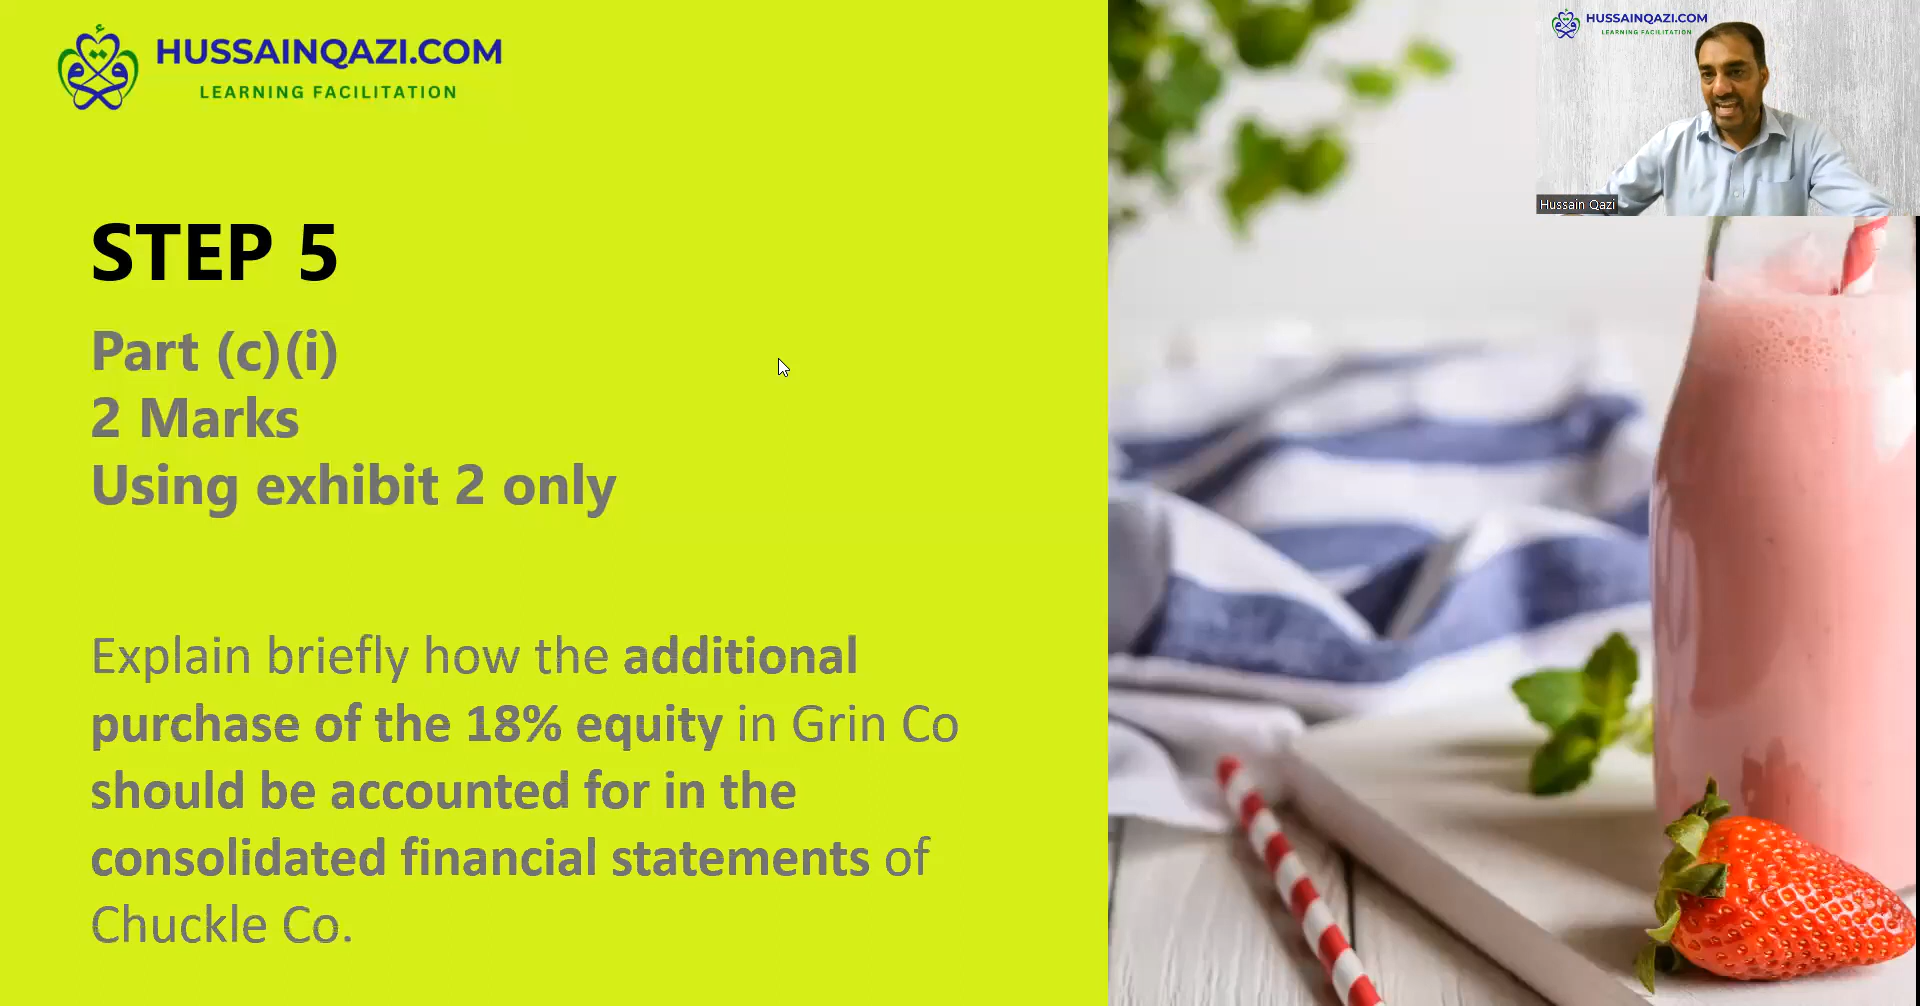 HUSSAINQAZI.COM
LEARNING FACILITATION
HUSSAINQAZI.COM
LEARNING FACILITATION
Hussain Qazi
STEP 5
Part (c)(i)
2 Marks
Using exhibit 2 only
Explain briefly how the additional
purchase of the 18% equity in Grin Co
should be accounted for in the
consolidated financial statements of
Chuckle Co.